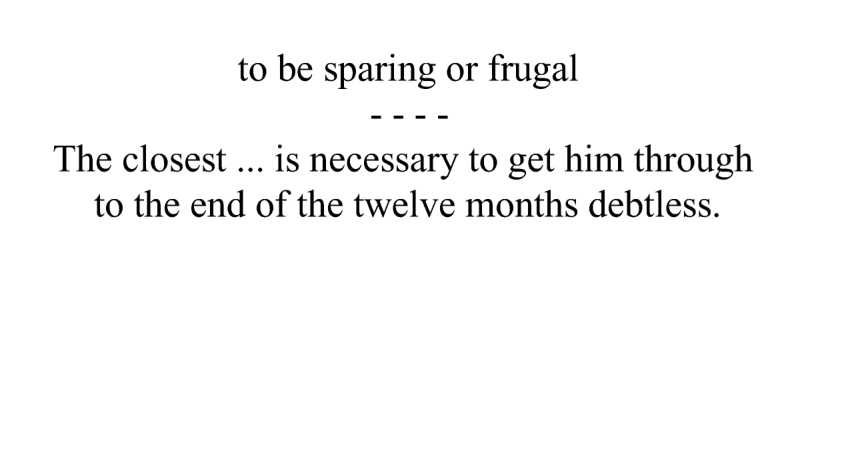 to be sparing or frugal
- - - -
The closest ... is necessary to get him through
to the end of the twelve months debtless.